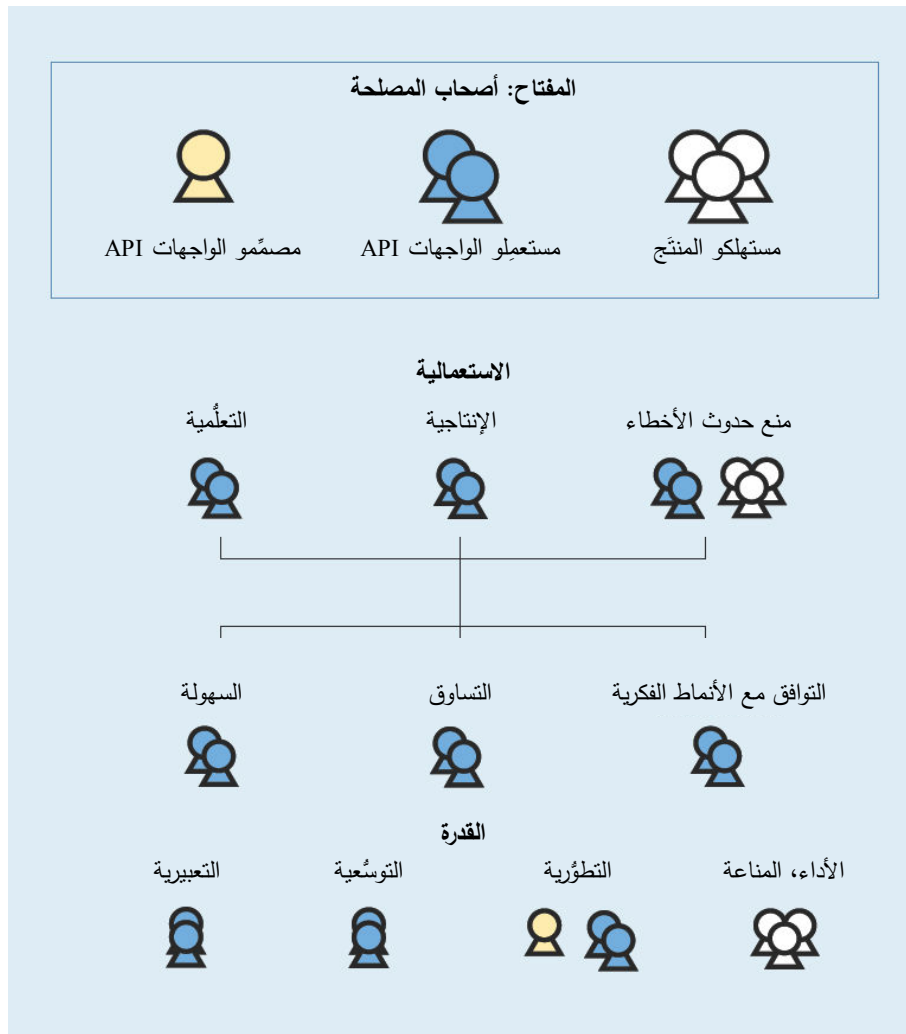 المفتاح: أصحاب المصلحة
مستهلكو المنتَج
مستعمِلو الواجهات API
مصمِّمو الواجهات API
الاستعمالية
منع حدوث الأخطاء
الإنتاجية
التعلُّمية
التوافق مع الأنماط الفكرية
التساوق
السهولة
القدرة
الأداء، المناعة
التطوُّرية
التوسُّعية
التعبيرية